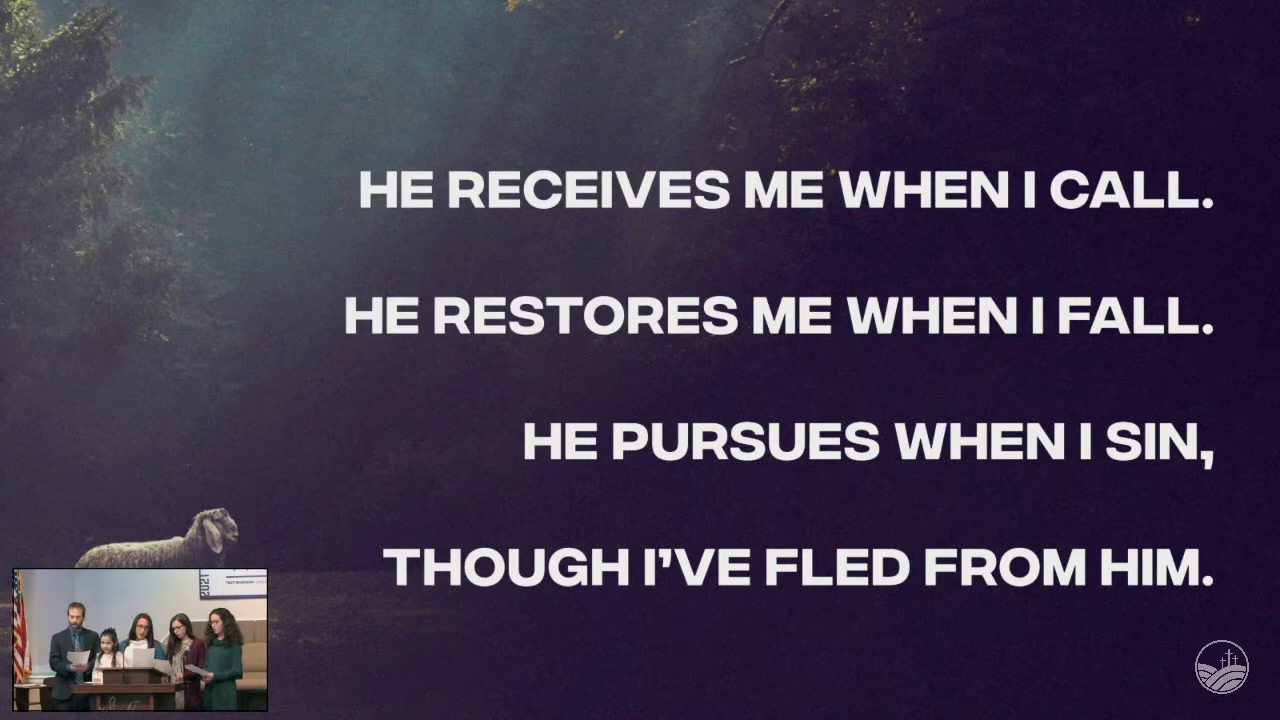 HE RECEIVES ME WHEN I CALL.
HE RESTORES ME WHEN I FALL.
HE PURSUES WHEN I SIN,
THOUGH I'VE FLED FROM HIM.
2021